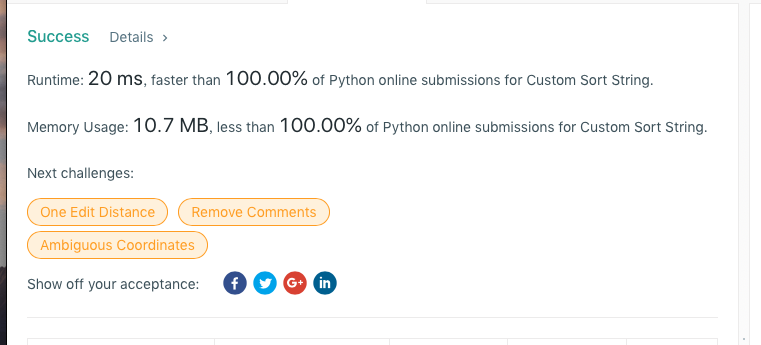 Success Details >
Runtime: 20 ms, faster than 100.00% of Python online submissions for Custom Sort String.
Memory Usage: 10.7 MB, less than 100.00% of Python online submissions for Custom Sort String.
Next challenges:
One Edit Distance Remove Comments
Ambiguous Coordinates
Show off your acceptance: f G+ in